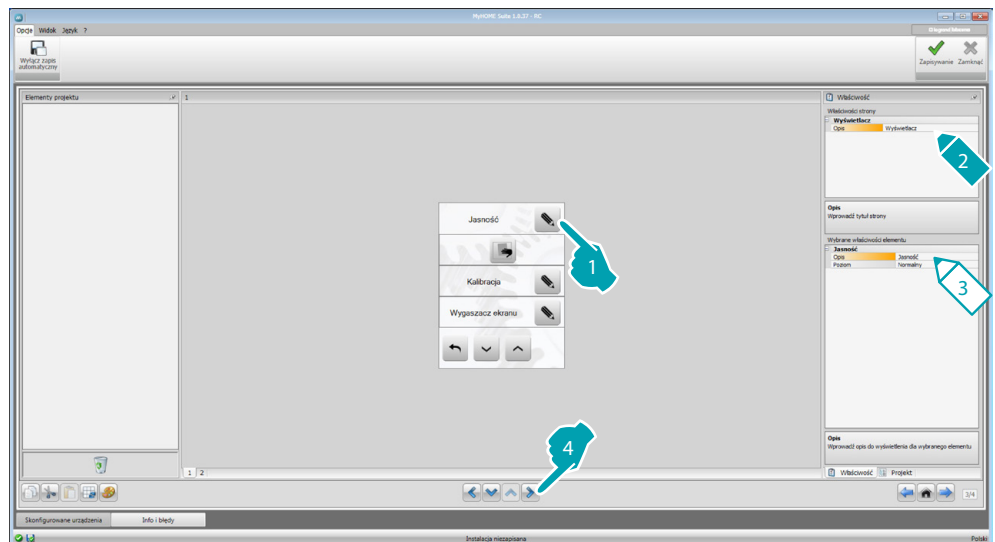 MyHOME Suite 1.0.37 - RC
Opcje Widok Język ?
Wyłącz zapis
automatyczny
Zapisywanie Zamknąć
Elementy projektu
1
Właściwość
Właściwości strony
Wyświetlacz
Opis Wyświetlacz
2
Opis
Wprowadź tytuł strony
Wybrane właściwości elementu
Jasność
Opis Jasność
Poziom Normalny
3
Jasność
1
Kalibracja
Wygaszacz ekranu
4
Opis
Wprowadź opis do wyświetlenia dla wybranego elementu
1 2
Właściwość Projekt
3/4
Skonfigurowane urządzenia Info i błędy
Instalacja niezapisana
Polski